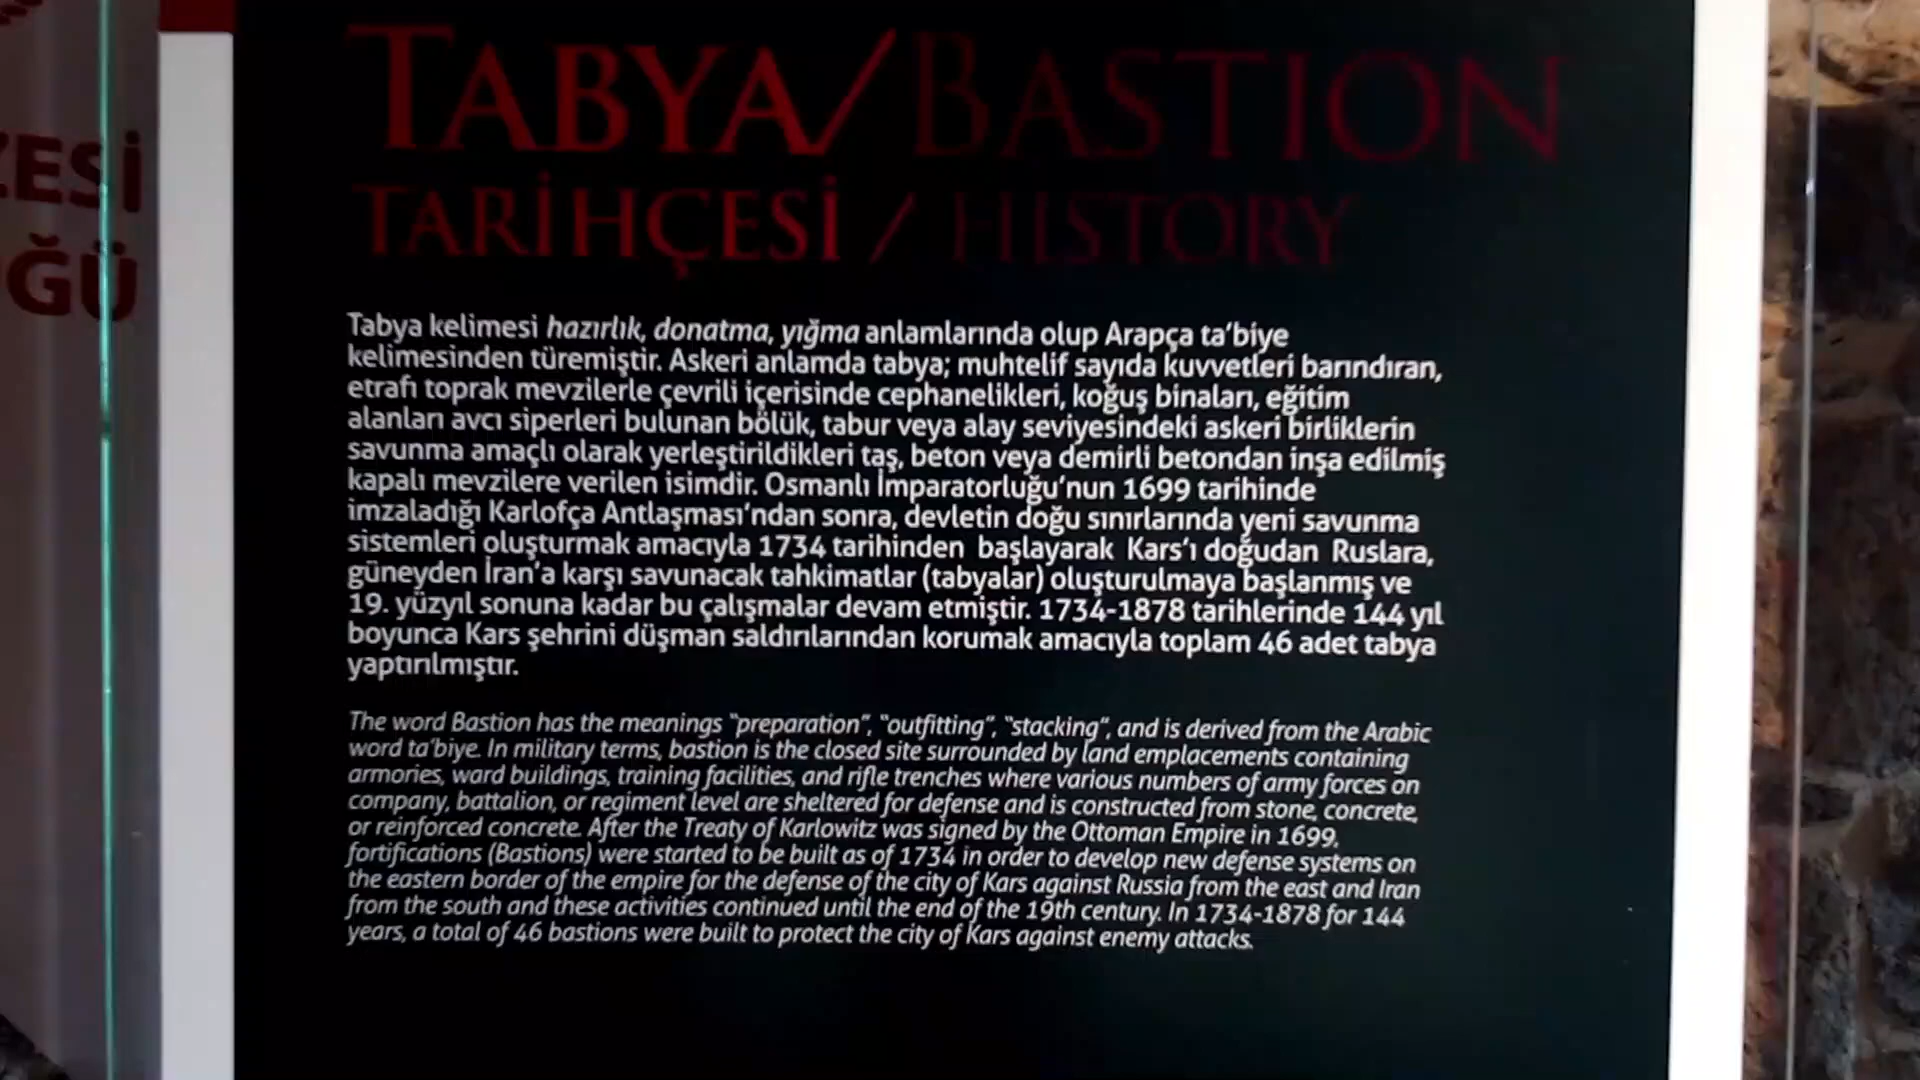 ZESİ
ĞÜ
TABYA/BASTION
TARİHÇESİ / HISTORY
Tabya kelimesi hazırlık, donatma, yığma anlamlarında olup Arapça ta'biye
kelimesinden türemiştir. Askeri anlamda tabya; muhtelif sayıda kuvvetleri barındıran,
etrafı toprak mevzilerle çevrili içerisinde cephanelikleri, koğuş binaları, eğitim
alanları avcı siperleri bulunan bölük, tabur veya alay seviyesindeki askeri birliklerin
savunma amaçlı olarak yerleştirildikleri taş, beton veya demirli betondan inşa edilmiş
kapalı mevzilere verilen isimdir. Osmanlı İmparatorluğu'nun 1699 tarihinde
imzaladığı Karlofça Antlaşması'ndan sonra, devletin doğu sınırlarında yeni savunma
sistemleri oluşturmak amacıyla 1734 tarihinden başlayarak Kars'ı doğudan Ruslara,
güneyden İran'a karşı savunacak tahkimatlar (tabyalar) oluşturulmaya başlanmış ve
19. yüzyıl sonuna kadar bu çalışmalar devam etmiştir. 1734-1878 tarihlerinde 144 yıl
boyunca Kars şehrini düşman saldırılarından korumak amacıyla toplam 46 adet tabya
yaptırılmıştır.
The word Bastion has the meanings "preparation", "outfitting", "stacking", and is derived from the Arabic
word ta'biye. In military terms, bastion is the closed site surrounded by land emplacements containing
armories, ward buildings, training facilities, and rifle trenches where various numbers of army forces on
company, battalion, or regiment level are sheltered for defense and is constructed from stone, concrete,
or reinforced concrete. After the Treaty of Karlowitz was signed by the Ottoman Empire in 1699,
fortifications (Bastions) were started to be built as of 1734 in order to develop new defense systems on
the eastern border of the empire for the defense of the city of Kars against Russia from the east and Iran
from the south and these activities continued until the end of the 19th century. In 1734-1878 for 144
years, a total of 46 bastions were built to protect the city of Kars against enemy attacks.